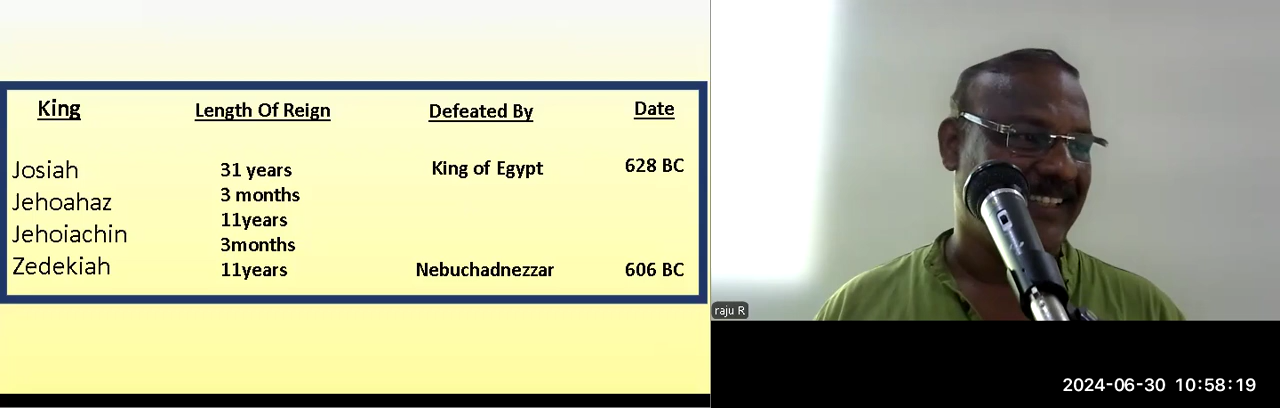 King Length Of Reign Defeated By Date
Josiah 31 years King of Egypt 628 BC
Jehoahaz 3 months
11years
Jehoiachin 3months
Zedekiah 11years Nebuchadnezzar 606 BC
raju R
2024-06-30 10:58:19